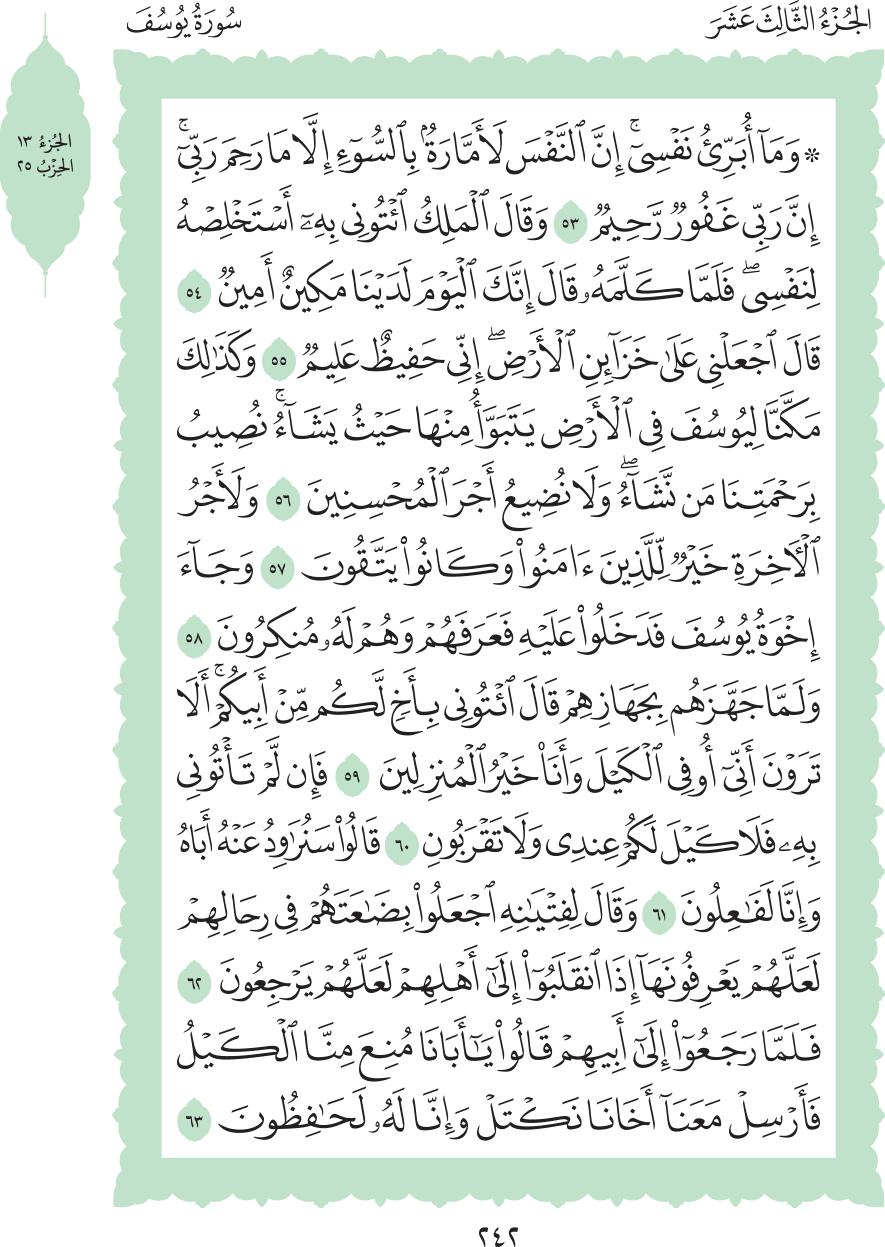 سُورَةُ يُوسُفَ
الجُزْءُ الثَّالِثَ عَشَرَ
الجُزءُ ١٣
الحِزْبُ ٢٥
۞ وَمَآ أُبَرِّئُ نَفۡسِيٓۚ إِنَّ ٱلنَّفۡسَ لَأَمَّارَةُۢ بِٱلسُّوٓءِ إِلَّا مَا رَحِمَ رَبِّيٓۚ
إِنَّ رَبِّي غَفُورٞ رَّحِيمٞ ٥٣ وَقَالَ ٱلۡمَلِكُ ٱئۡتُونِي بِهِۦٓ أَسۡتَخۡلِصۡهُ
لِنَفۡسِيۖ فَلَمَّا كَلَّمَهُۥ قَالَ إِنَّكَ ٱلۡيَوۡمَ لَدَيۡنَا مَكِينٌ أَمِينٞ ٥٤
قَالَ ٱجۡعَلۡنِي عَلَىٰ خَزَآئِنِ ٱلۡأَرۡضِۖ إِنِّي حَفِيظٌ عَلِيمٞ ٥٥ وَكَذَٰلِكَ
مَكَّنَّا لِيُوسُفَ فِي ٱلۡأَرۡضِ يَتَبَوَّأُ مِنۡهَا حَيۡثُ يَشَآءُۚ نُصِيبُ
بِرَحۡمَتِنَا مَن نَّشَآءُۖ وَلَا نُضِيعُ أَجۡرَ ٱلۡمُحۡسِنِينَ ٥٦ وَلَأَجۡرُ
ٱلۡأٓخِرَةِ خَيۡرٞ لِّلَّذِينَ ءَامَنُواْ وَكَانُواْ يَتَّقُونَ ٥٧ وَجَآءَ
إِخۡوَةُ يُوسُفَ فَدَخَلُواْ عَلَيۡهِ فَعَرَفَهُمۡ وَهُمۡ لَهُۥ مُنكِرُونَ ٥٨
وَلَمَّا جَهَّزَهُم بِجَهَازِهِمۡ قَالَ ٱئۡتُونِي بِأَخٖ لَّكُم مِّنۡ أَبِيكُمۡۚ أَلَا
تَرَوۡنَ أَنِّيٓ أُوفِي ٱلۡكَيۡلَ وَأَنَا۠ خَيۡرُ ٱلۡمُنزِلِينَ ٥٩ فَإِن لَّمۡ تَأۡتُونِي
بِهِۦ فَلَا كَيۡلَ لَكُمۡ عِندِي وَلَا تَقۡرَبُونِ ٦٠ قَالُواْ سَنُرَٰوِدُ عَنۡهُ أَبَاهُ
وَإِنَّا لَفَٰعِلُونَ ٦١ وَقَالَ لِفِتۡيَٰنِهِ ٱجۡعَلُواْ بِضَٰعَتَهُمۡ فِي رِحَالِهِمۡ
لَعَلَّهُمۡ يَعۡرِفُونَهَآ إِذَا ٱنقَلَبُوٓاْ إِلَىٰٓ أَهۡلِهِمۡ لَعَلَّهُمۡ يَرۡجِعُونَ ٦٢
فَلَمَّا رَجَعُوٓاْ إِلَىٰٓ أَبِيهِمۡ قَالُواْ يَٰٓأَبَانَا مُنِعَ مِنَّا ٱلۡكَيۡلُ
فَأَرۡسِلۡ مَعَنَآ أَخَانَا نَكۡتَلۡ وَإِنَّا لَهُۥ لَحَٰفِظُونَ ٦٣
٢٤٢